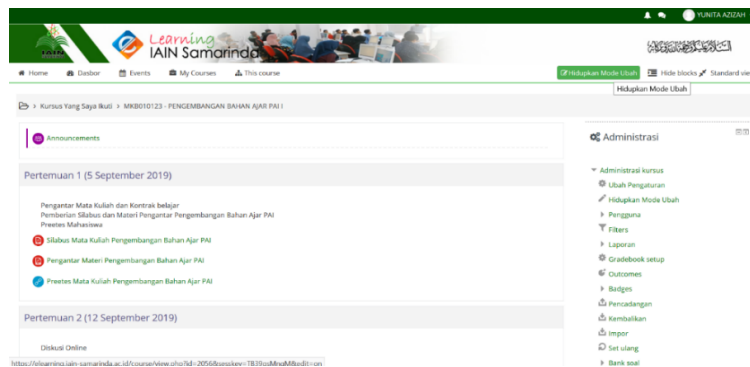 YUNITA AZIZAH
Learning
IAIN Samarinda
Home Dasbor Events My Courses This course
Hidupkan Mode Ubah Hide blocks Standard vie
Hidupkan Mode Ubah
Kursus Yang Saya Ikuti MKB010123 - PENGEMBANGAN BAHAN AJAR PAI I
Announcements
Pertemuan 1 (5 September 2019)
Pengantar Mata Kuliah dan Kontrak belajar
Pemberian Silabus dan Materi Pengantar Pengembangan Bahan Ajar PAI
Preetes Mahasiswa
Silabus Mata Kuliah Pengembangan Bahan Ajar PAI
Pengantar Materi Pengembangan Bahan Ajar PAI
Preetes Mata Kuliah Pengembangan Bahan Ajar PAI
Pertemuan 2 (12 September 2019)
Diskusi Online
Administrasi
Administrasi kursus
Ubah Pengaturan
Hidupkan Mode Ubah
Pengguna
Filters
Laporan
Gradebook setup
Outcomes
Badges
Pencadangan
Kembalikan
Impor
Set ulang
Bank soal